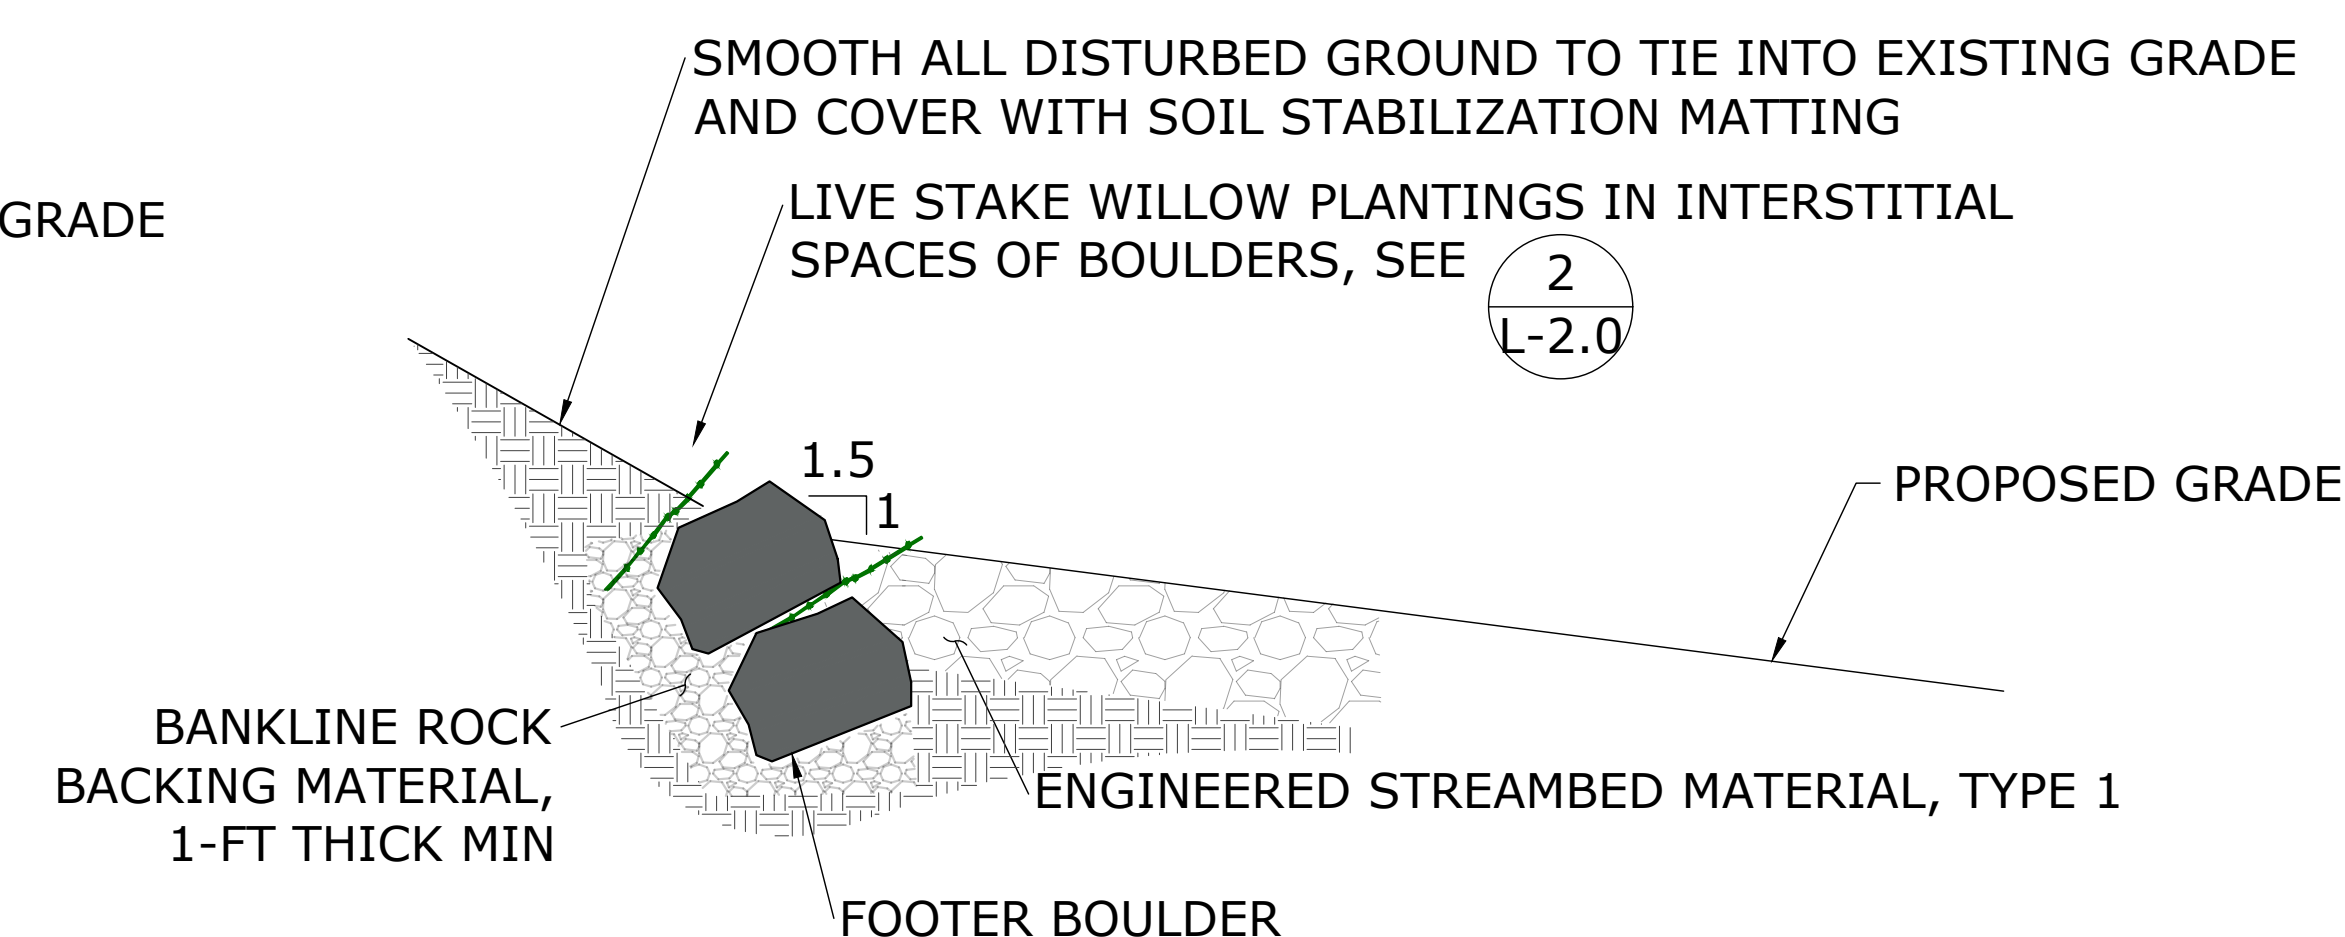 SMOOTH ALL DISTURBED GROUND TO TIE INTO EXISTING GRADE
AND COVER WITH SOIL STABILIZATION MATTING
GRADE
LIVE STAKE WILLOW PLANTINGS IN INTERSTITIAL
SPACES OF BOULDERS, SEE
2
L-2.0
1.5
1
PROPOSED GRADE
BANKLINE ROCK
BACKING MATERIAL,
1-FT THICK MIN
ENGINEERED STREAMBED MATERIAL, TYPE 1
FOOTER BOULDER